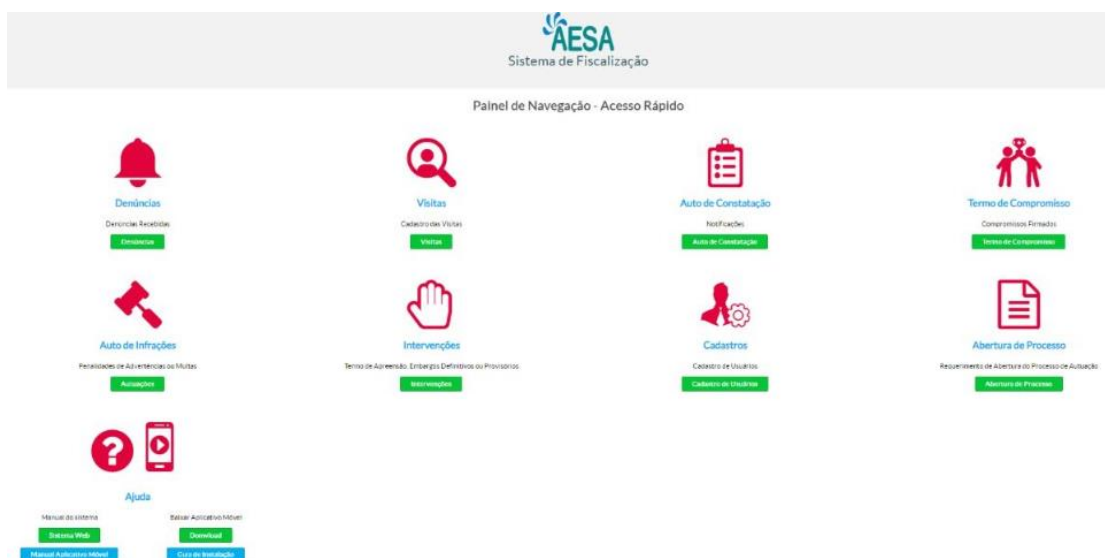 AESA
Sistema de Fiscalização
Painel de Navegação - Acesso Rápido
Denúncias
Denúncias Recebidas
Denúncias
Visitas
Cadastro das Visitas
Visitas
Auto de Constatação
Notificações
Auto de Constatação
Termo de Compromisso
Compromissos Firmados
Termo de Compromisso
Auto de Infrações
Penalidades de Advertências ou Multas
Autuações
Intervenções
Termo de Apreensão, Embargos Definitivos ou Provisórios
Intervenções
Cadastros
Cadastro de Usuários
Cadastro de Usuários
Abertura de Processo
Requerimento de Abertura do Processo de Autuação
Abertura de Processo
Ajuda
Manual do sistema
Sistema Web
Manual Aplicativo Móvel
Baixar Aplicativo Móvel
Download
Guia de Instalação